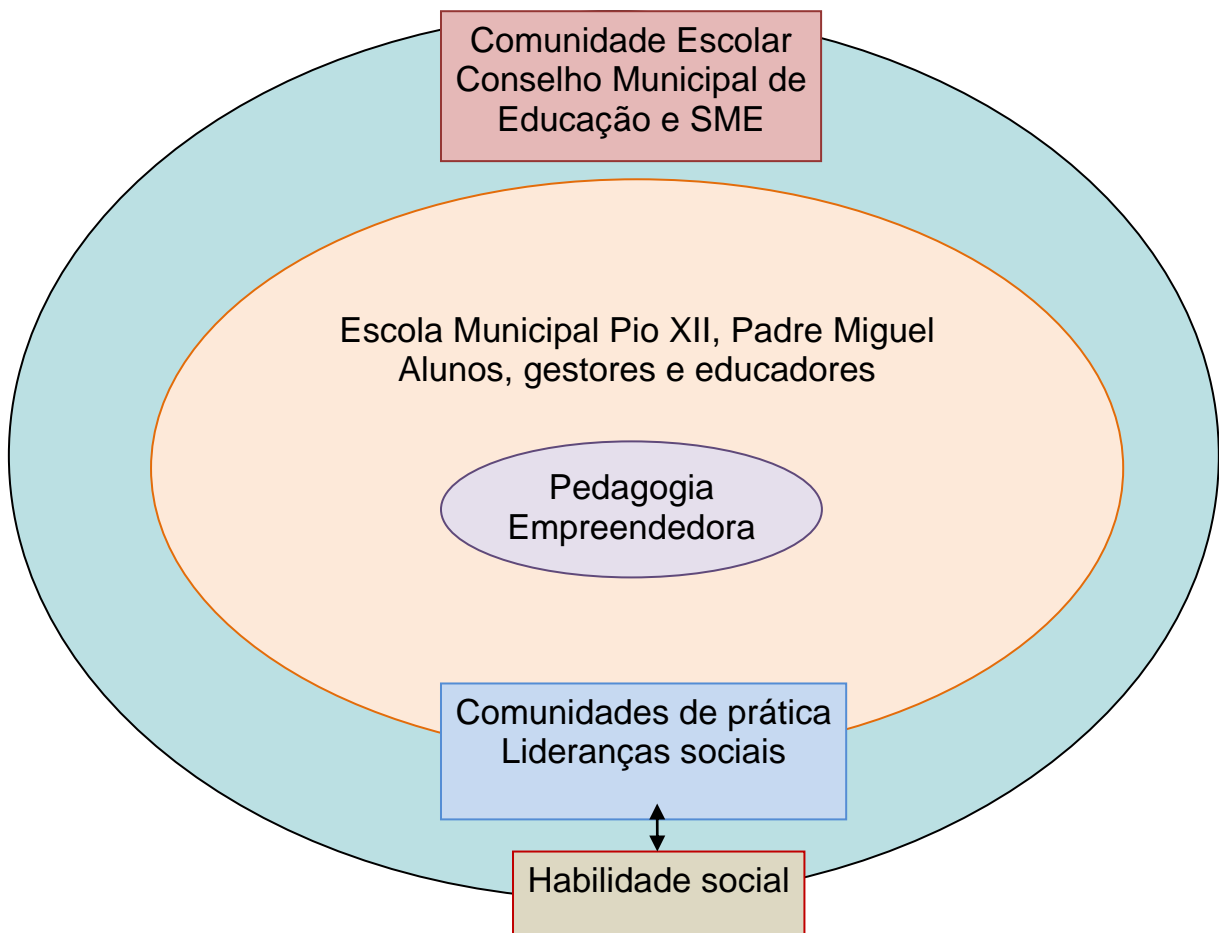 Comunidade Escolar
Conselho Municipal de
Educação e SME
Escola Municipal Pio XII, Padre Miguel
Alunos, gestores e educadores
Pedagogia
Empreendedora
Comunidades de prática
Lideranças sociais
Habilidade social